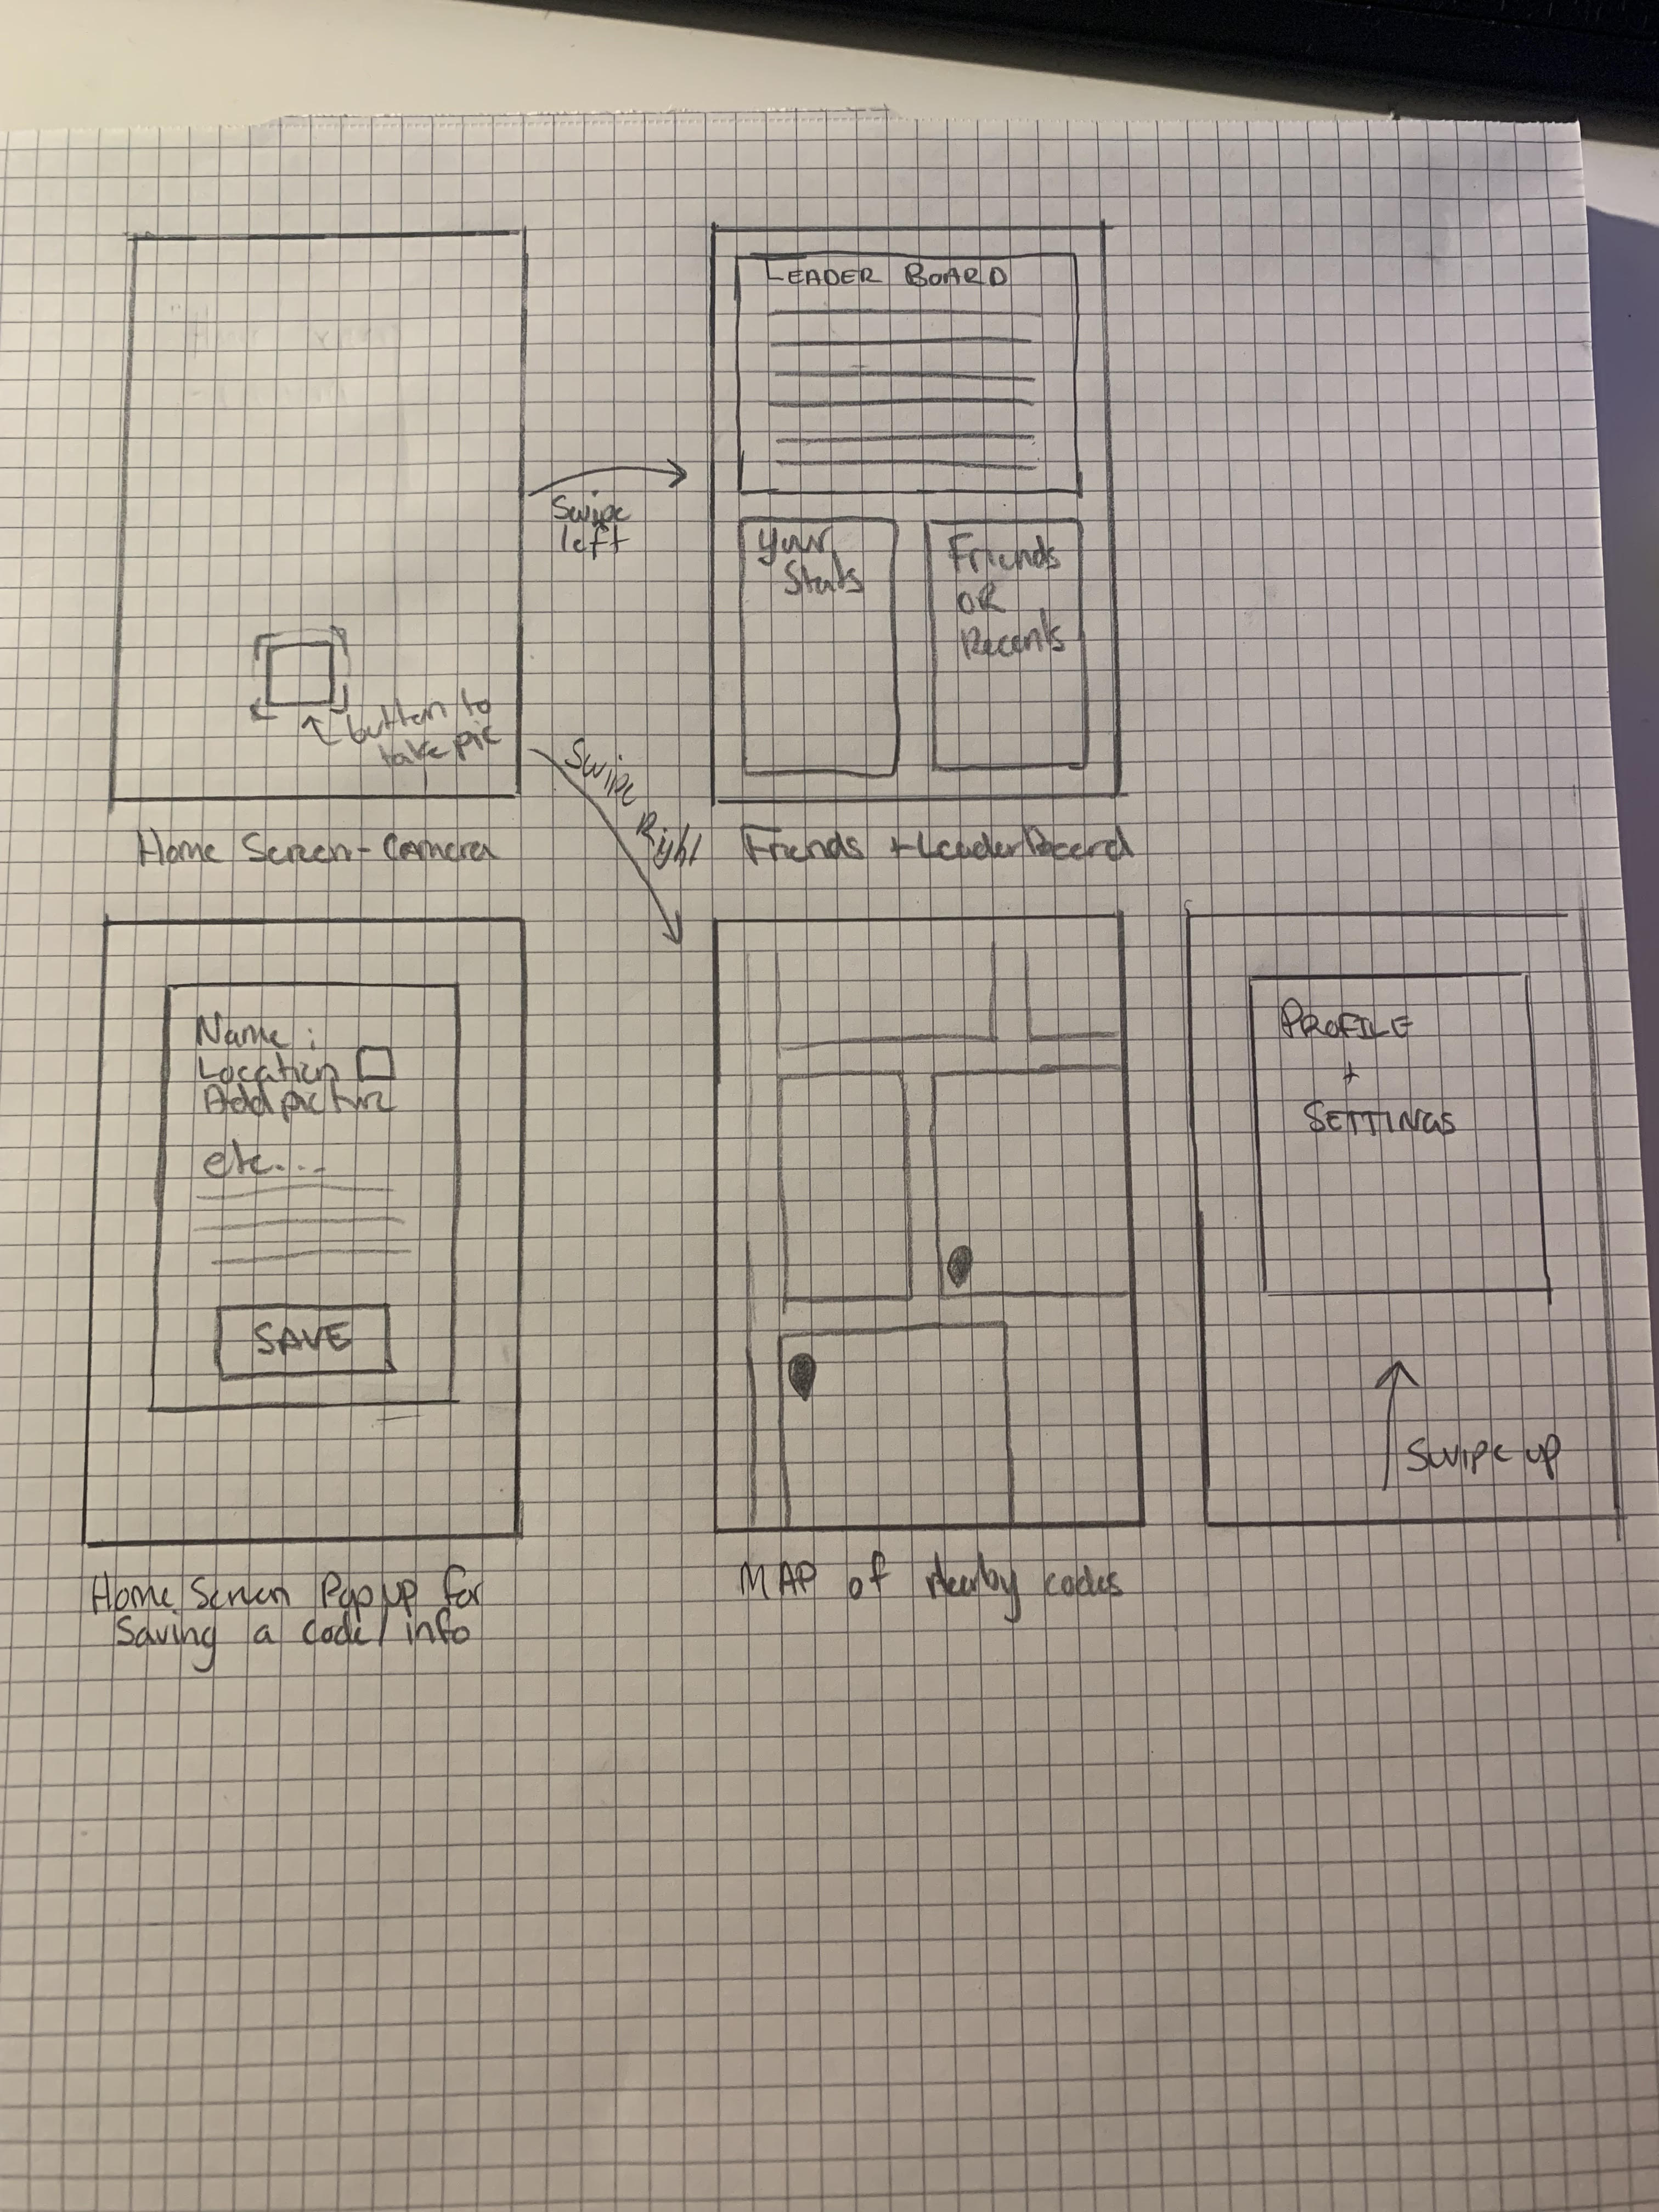 LEADER BOARD
Swipe
left
Your
Stats
Friends
OR
Recents
button to
take pic
Swipe
Right
Home Screen - Camera
Friends + LeaderBoard
Name :
Location
Add picture
etc...
SAVE
PROFILE
+
SETTINGS
Swipe up
Home Screen Pop up for
Saving a code/info
MAP of Nearby codes